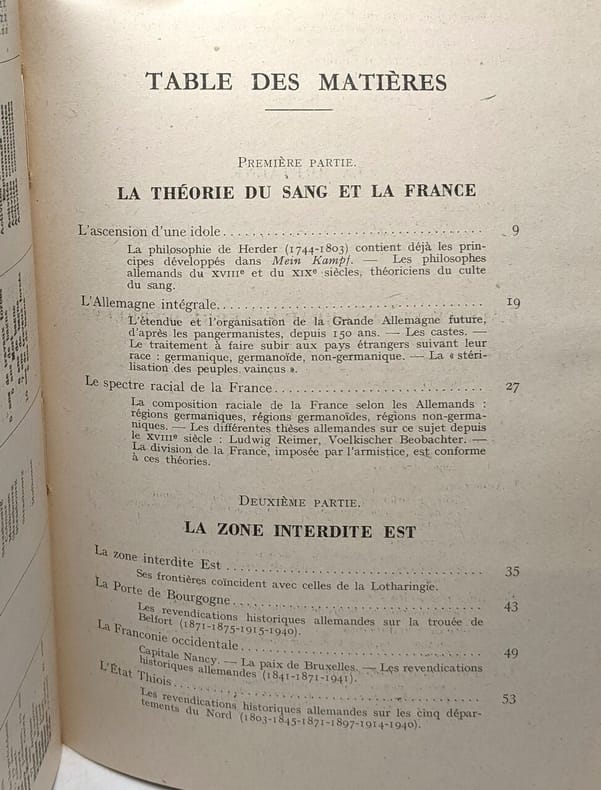 TABLE DES MATIÈRES
PREMIÈRE PARTIE.
LA THÉORIE DU SANG ET LA FRANCE
L'ascension d'une idole 9
La philosophie de Herder (1744-1803) contient déjà les prin-
cipes développés dans Mein Kampf. — Les philosophes
allemands du XVIIIe et du XIXe siècles, théoriciens du culte
du sang.
L'Allemagne intégrale 19
L'étendue et l'organisation de la Grande Allemagne future,
d'après les pangermanistes, depuis 150 ans. — Les castes. —
Le traitement à faire subir aux pays étrangers suivant leur
race : germanique, germanoïde, non-germanique. — La « stéri-
lisation des peuples vaincus ».
Le spectre racial de la France 27
La composition raciale de la France selon les Allemands :
régions germaniques, régions germanoïdes, régions non-germa-
niques. — Les différentes thèses allemandes sur ce sujet depuis
le XVIIIe siècle : Ludwig Reimer, Voelkischer Beobachter. —
La division de la France, imposée par l'armistice, est conforme
à ces théories.
DEUXIÈME PARTIE.
LA ZONE INTERDITE EST
La zone interdite Est 35
Ses frontières coïncident avec celles de la Lotharingie.
La Porte de Bourgogne 43
Les revendications historiques allemandes sur la trouée de
Belfort (1871-1875-1915-1940).
La Franconie occidentale 49
Capitale Nancy. — La paix de Bruxelles. — Les revendications
historiques allemandes (1841-1871-1941).
L'État Thiois 53
Les revendications historiques allemandes sur les cinq dépar-
tements du Nord (1803-1845-1871-1897-1914-1940).